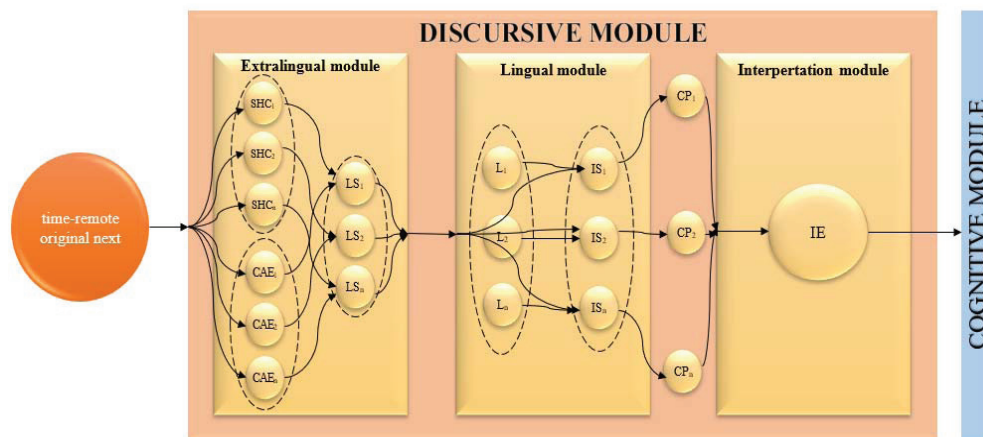 DISCURSIVE MODULE
Extralingual module
Lingual module
Interpertation module
SHC₁
SHC₂
SHCₙ
CAE₁
CAE₂
CAEₙ
LS₁
LS₂
LSₙ
L₁
L₂
Lₙ
IS₁
IS₂
ISₙ
CP₁
CP₂
CPₙ
IE
time-remote
original next
COGNITIVE MODULE